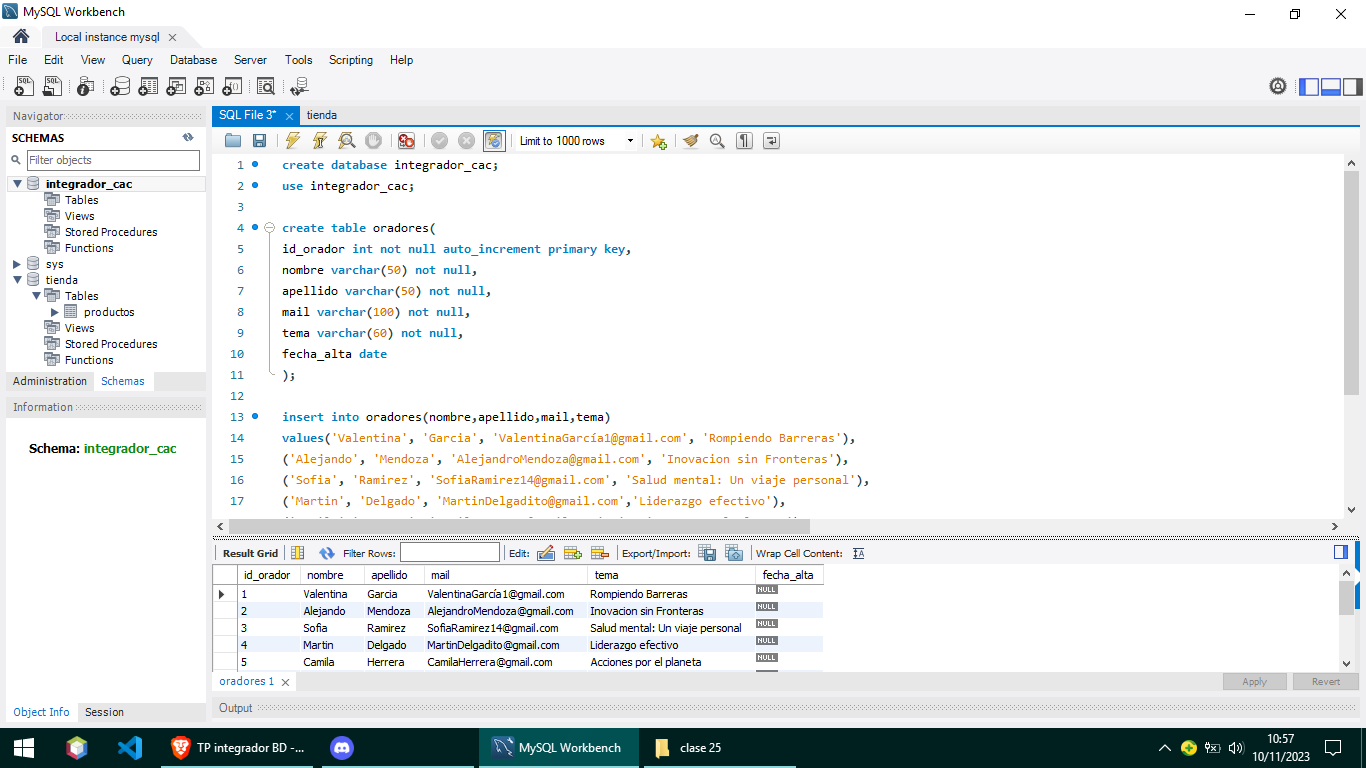 MySQL Workbench
Local instance mysql
File Edit View Query Database Server Tools Scripting Help
Navigator
SCHEMAS
Filter objects
integrador_cac
Tables
Views
Stored Procedures
Functions
sys
tienda
Tables
productos
Views
Stored Procedures
Functions
Administration Schemas
Information
Schema: integrador_cac
Object Info Session
SQL File 3* tienda
Limit to 1000 rows
1 create database integrador_cac;
2 use integrador_cac;
3
4 create table oradores(
5 id_orador int not null auto_increment primary key,
6 nombre varchar(50) not null,
7 apellido varchar(50) not null,
8 mail varchar(100) not null,
9 tema varchar(60) not null,
10 fecha_alta date
11 );
12
13 insert into oradores(nombre,apellido,mail,tema)
14 values('Valentina', 'Garcia', 'ValentinaGarcía1@gmail.com', 'Rompiendo Barreras'),
15 ('Alejando', 'Mendoza', 'AlejandroMendoza@gmail.com', 'Inovacion sin Fronteras'),
16 ('Sofia', 'Ramirez', 'SofiaRamirez14@gmail.com', 'Salud mental: Un viaje personal'),
17 ('Martin', 'Delgado', 'MartinDelgadito@gmail.com','Liderazgo efectivo'),
Result Grid Filter Rows: Edit: Export/Import: Wrap Cell Content:
id_orador nombre apellido mail tema fecha_alta
1 Valentina Garcia ValentinaGarcía1@gmail.com Rompiendo Barreras NULL
2 Alejando Mendoza AlejandroMendoza@gmail.com Inovacion sin Fronteras NULL
3 Sofia Ramirez SofiaRamirez14@gmail.com Salud mental: Un viaje personal NULL
4 Martin Delgado MartinDelgadito@gmail.com Liderazgo efectivo NULL
5 Camila Herrera CamilaHerrera@gmail.com Acciones por el planeta NULL
oradores 1
Apply Revert
Output
TP integrador BD -... MySQL Workbench clase 25
10:57
10/11/2023